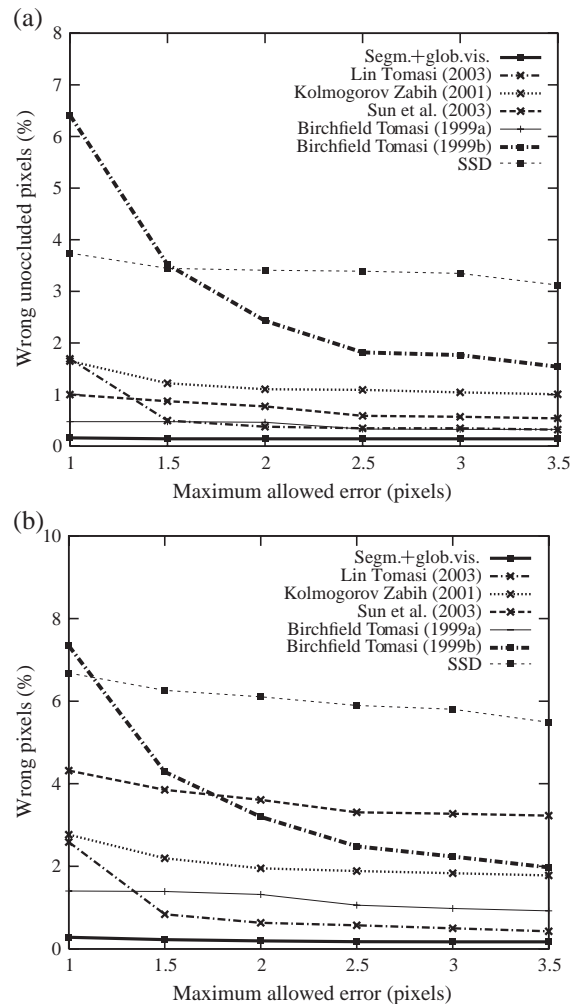 (a)
8
7
6
5
4
3
2
1
0
Wrong unoccluded pixels (%)
Segm.+glob.vis.
Lin Tomasi (2003)
Kolmogorov Zabih (2001)
Sun et al. (2003)
Birchfield Tomasi (1999a)
Birchfield Tomasi (1999b)
SSD
1 1.5 2 2.5 3 3.5
Maximum allowed error (pixels)
(b)
10
8
6
4
2
0
Wrong pixels (%)
Segm.+glob.vis.
Lin Tomasi (2003)
Kolmogorov Zabih (2001)
Sun et al. (2003)
Birchfield Tomasi (1999a)
Birchfield Tomasi (1999b)
SSD
1 1.5 2 2.5 3 3.5
Maximum allowed error (pixels)